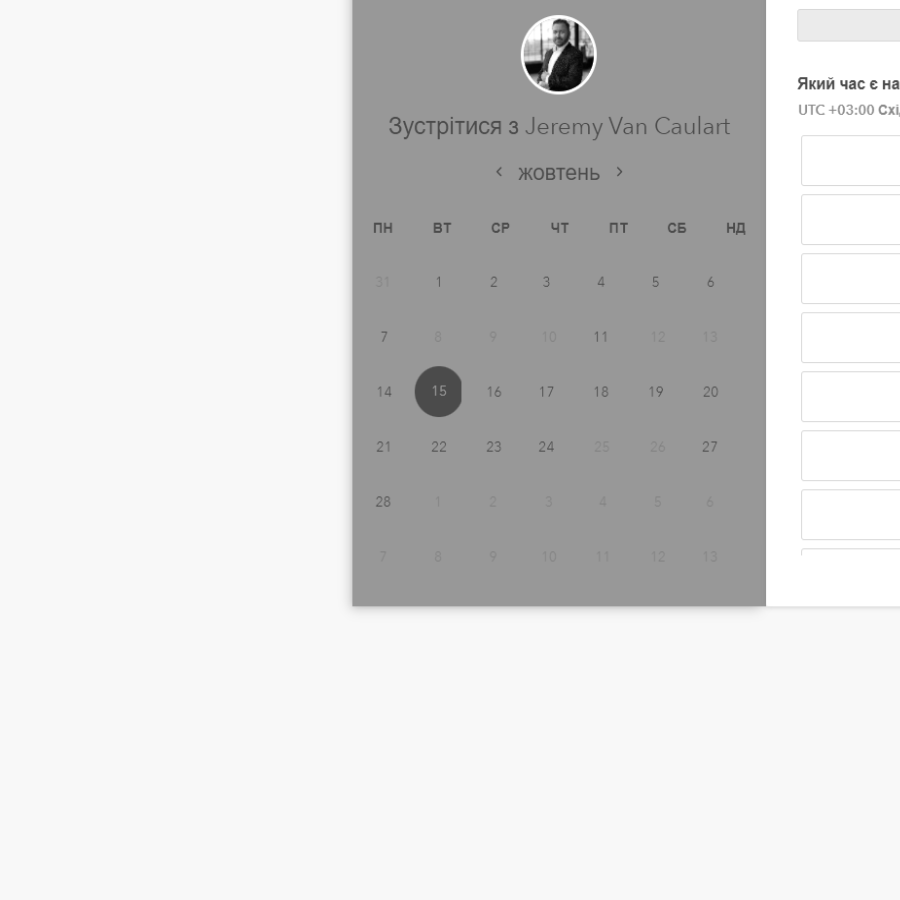 Зустрітися з Jeremy Van Caulart
жовтень
ПН ВТ СР ЧТ ПТ СБ НД
31 1 2 3 4 5 6
7 8 9 10 11 12 13
14 15 16 17 18 19 20
21 22 23 24 25 26 27
28 1 2 3 4 5 6
7 8 9 10 11 12 13
Який час є на
UTC +03:00 Схі